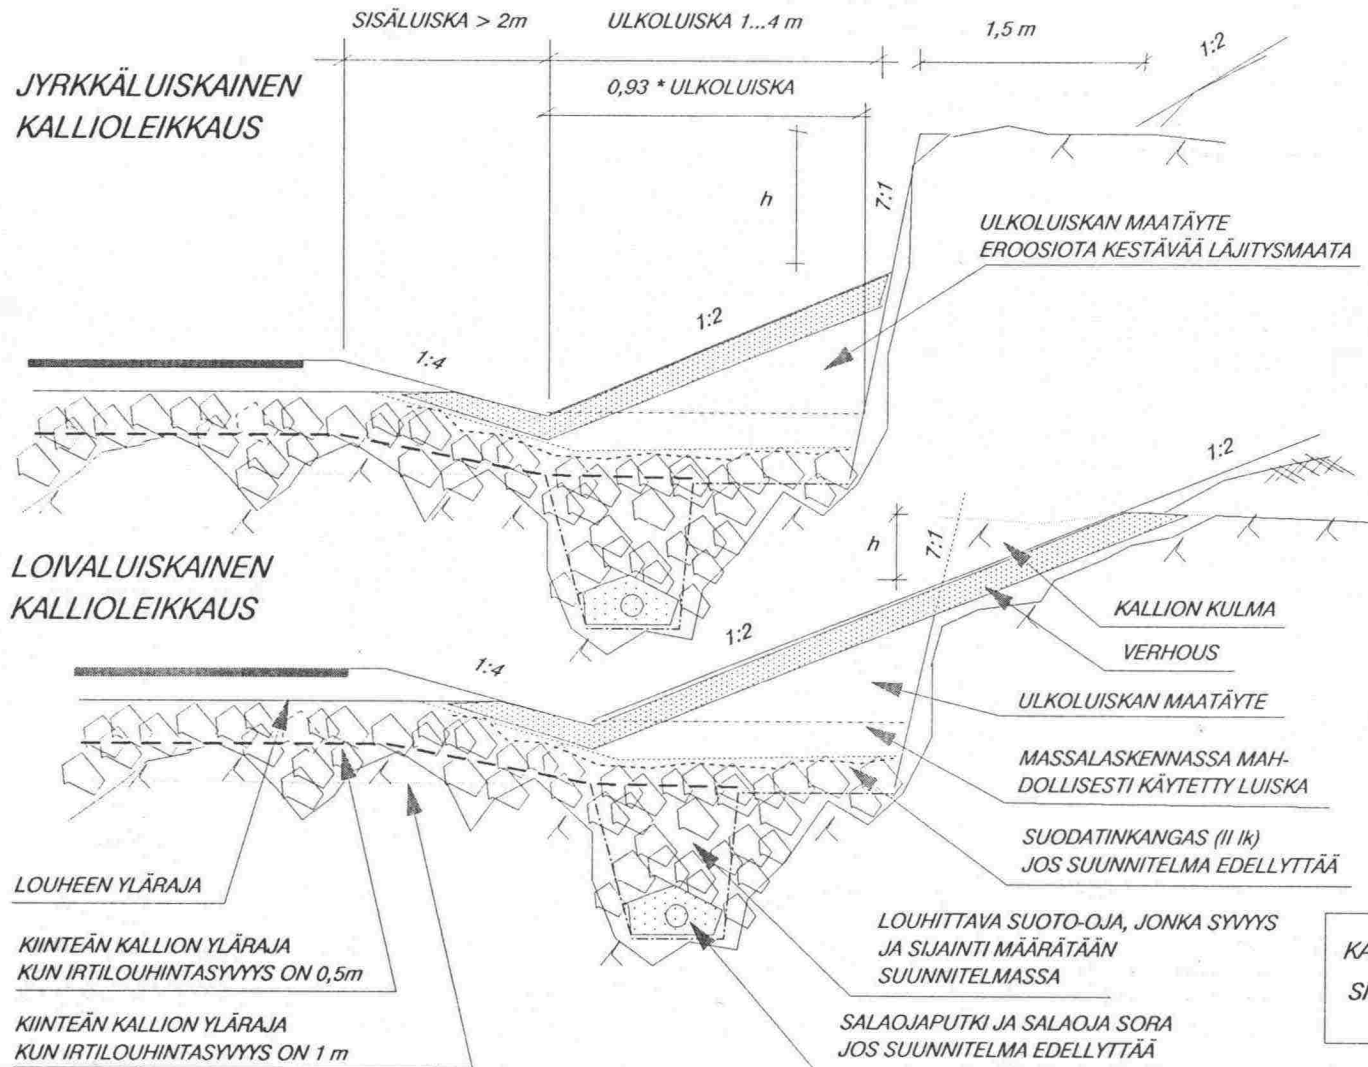 SISÄLUISKA > 2m
ULKOLUISKA 1...4 m
1,5 m
1:2
JYRKKÄLUISKAINEN
KALLIOLEIKKAUS
0,93 * ULKOLUISKA
h
7:1
ULKOLUISKAN MAATÄYTE
EROOSIOTA KESTÄVÄÄ LÄJITYSMAATA
1:2
1:4
1:2
LOIVALUISKAINEN
KALLIOLEIKKAUS
h
7:1
KALLION KULMA
1:2
VERHOUS
1:4
ULKOLUISKAN MAATÄYTE
MASSALASKENNASSA MAH-
DOLLISESTI KÄYTETTY LUISKA
SUODATINKANGAS (II lk)
JOS SUUNNITELMA EDELLYTTÄÄ
LOUHEEN YLÄRAJA
LOUHITTAVA SUOTO-OJA, JONKA SYVYYS
JA SIJAINTI MÄÄRÄTÄÄN
SUUNNITELMASSA
KIINTEÄN KALLION YLÄRAJA
KUN IRTILOUHINTASYVYYS ON 0,5m
KA
SI
KIINTEÄN KALLION YLÄRAJA
KUN IRTILOUHINTASYVYYS ON 1 m
SALAOJAPUTKI JA SALAOJA SORA
JOS SUUNNITELMA EDELLYTTÄÄ